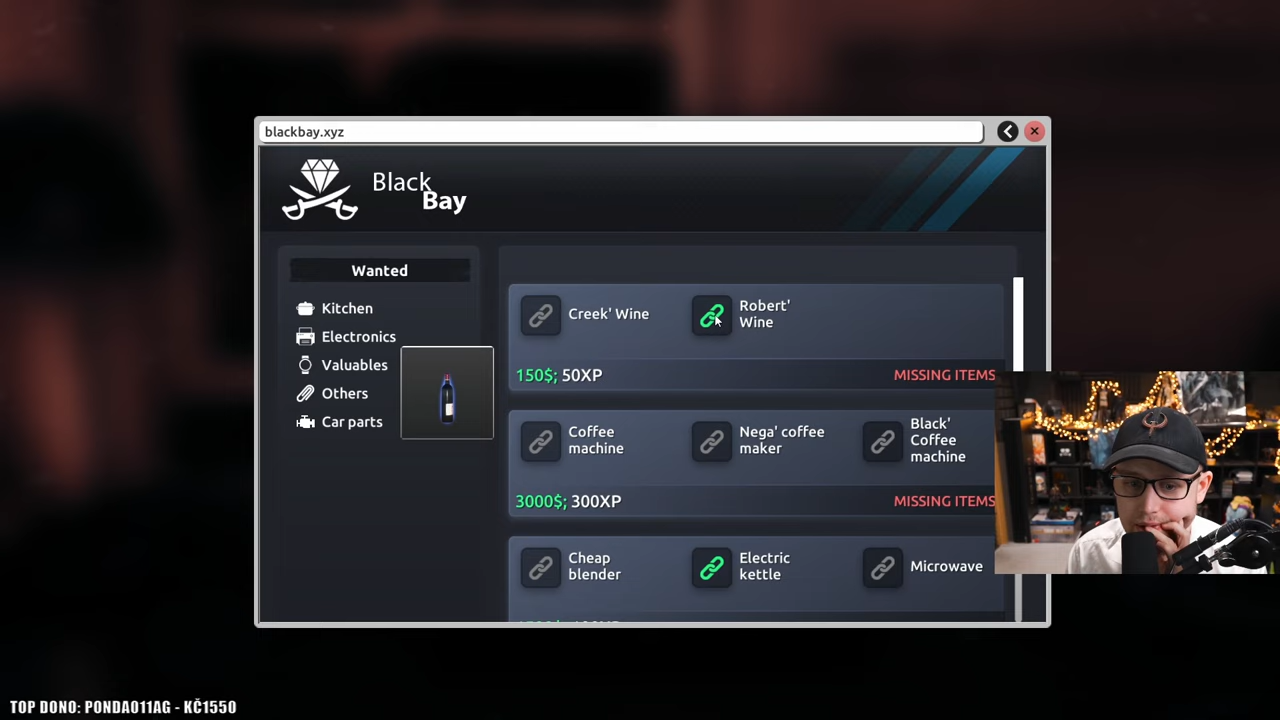 blackbay.xyz
Black
Bay
Wanted
Kitchen
Electronics
Valuables
Others
Car parts
Creek' Wine
Robert'
Wine
150$; 50XP
MISSING ITEMS
Coffee
machine
Nega' coffee
maker
Black'
Coffee
machine
3000$; 300XP
MISSING ITEMS
Cheap
blender
Electric
kettle
Microwave
TOP DONO: PONDA011AG - KČ1550